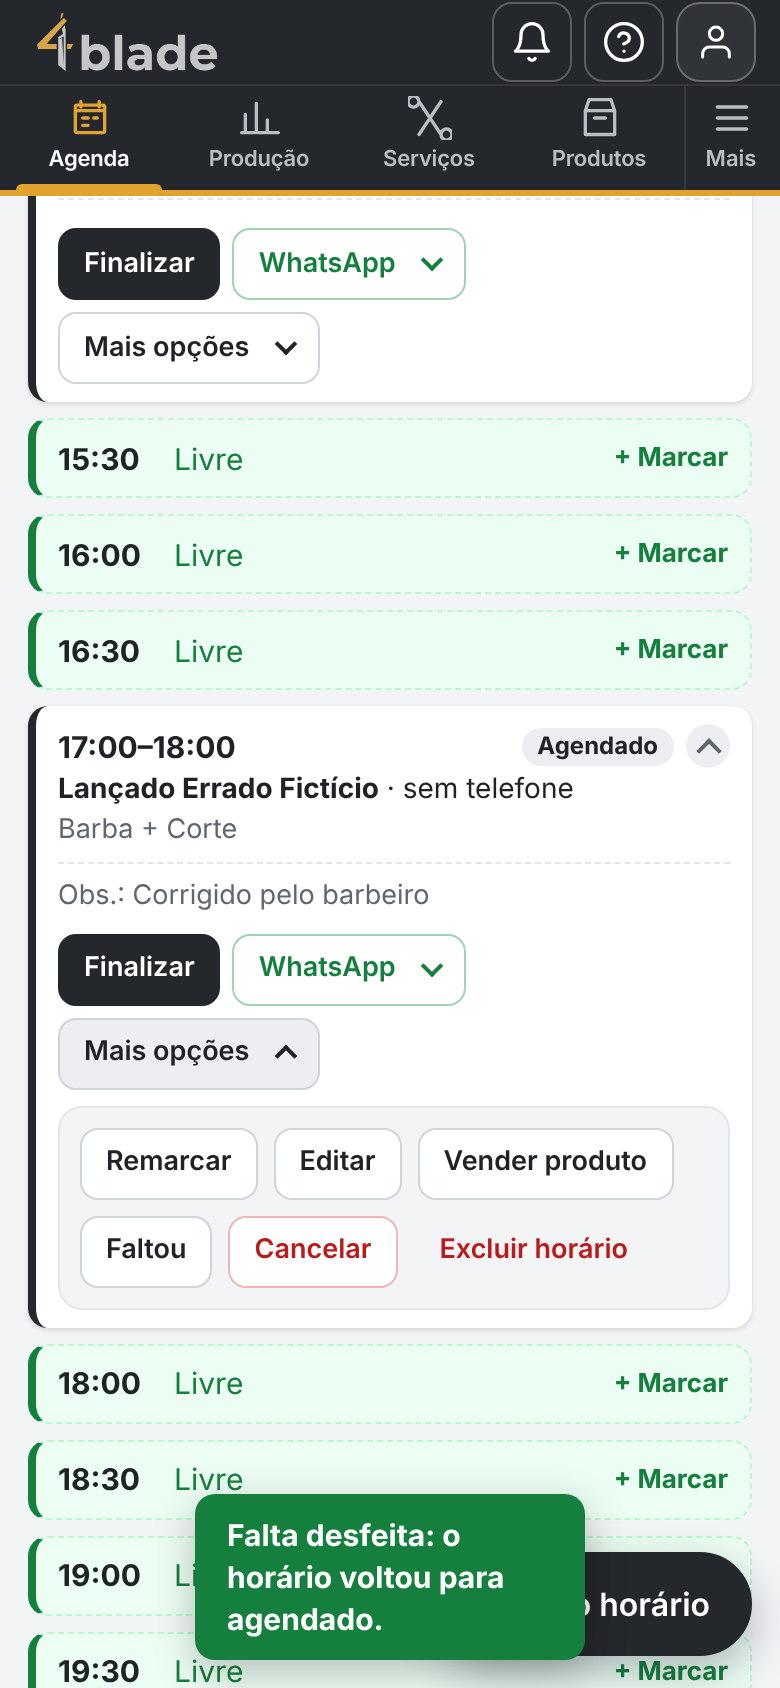 4blade
Agenda
Produção
Serviços
Produtos
Mais
Finalizar
WhatsApp
Mais opções
15:30 Livre + Marcar
16:00 Livre + Marcar
16:30 Livre + Marcar
17:00–18:00 Agendado
Lançado Errado Fictício · sem telefone
Barba + Corte
Obs.: Corrigido pelo barbeiro
Finalizar
WhatsApp
Mais opções
Remarcar
Editar
Vender produto
Faltou
Cancelar
Excluir horário
18:00 Livre + Marcar
18:30 Livre + Marcar
19:00
Falta desfeita: o
horário voltou para
agendado.
horário
19:30 Livre + Marcar